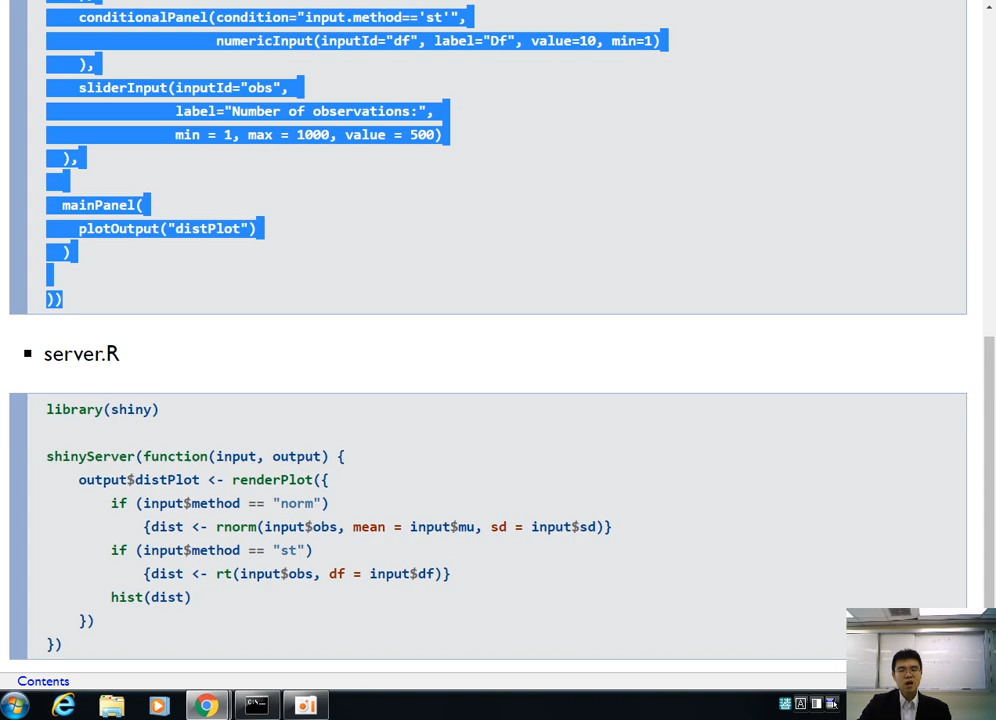 conditionalPanel(condition="input.method=='st'",
numericInput(inputId="df", label="Df", value=10, min=1)
),
sliderInput(inputId="obs",
label="Number of observations:",
min = 1, max = 1000, value = 500)
),
mainPanel(
plotOutput("distPlot")
)
))
server.R
library(shiny)
shinyServer(function(input, output) {
output$distPlot <- renderPlot({
if (input$method == "norm")
{dist <- rnorm(input$obs, mean = input$mu, sd = input$sd)}
if (input$method == "st")
{dist <- rt(input$obs, df = input$df)}
hist(dist)
})
})
Contents